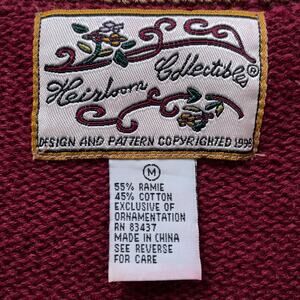 Heirloom Collectibles®
DESIGN AND PATTERN COPYRIGHTED 1996
M
55% RAMIE
45% COTTON
EXCLUSIVE OF
ORNAMENTATION
RN 83437
MADE IN CHINA
SEE REVERSE
FOR CARE